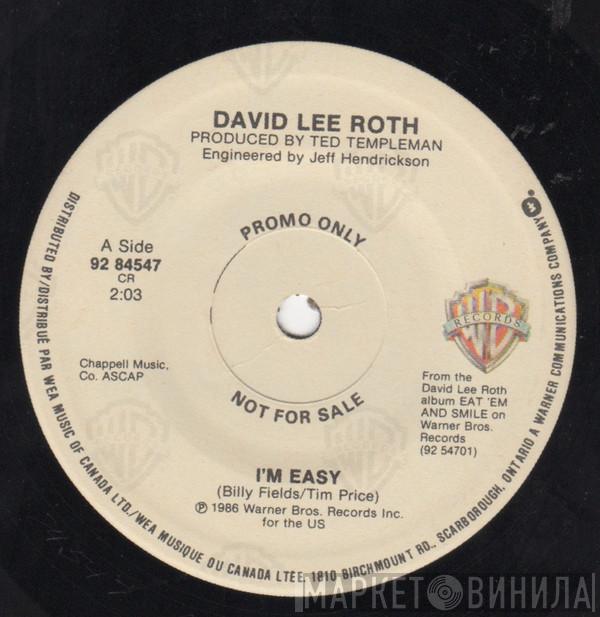 DAVID LEE ROTH
PRODUCED BY TED TEMPLEMAN
Engineered by Jeff Hendrickson
PROMO ONLY
A Side
92 84547
CR
2:03
Chappell Music,
Co. ASCAP
W
RECORDS
From the
David Lee Roth
album EAT 'EM
AND SMILE on
Warner Bros.
Records
(92 54701)
NOT FOR SALE
I'M EASY
(Billy Fields/Tim Price)
℗ 1986 Warner Bros. Records Inc.
for the US
DISTRIBUTED BY/DISTRIBUÉ PAR WEA MUSIC OF CANADA LTD./WEA MUSIQUE DU CANADA LTÉE. 1810 BIRCHMOUNT RD., SCARBOROUGH, ONTARIO A WARNER COMMUNICATIONS COMPANY
МАРКЕТ ВИНИЛА